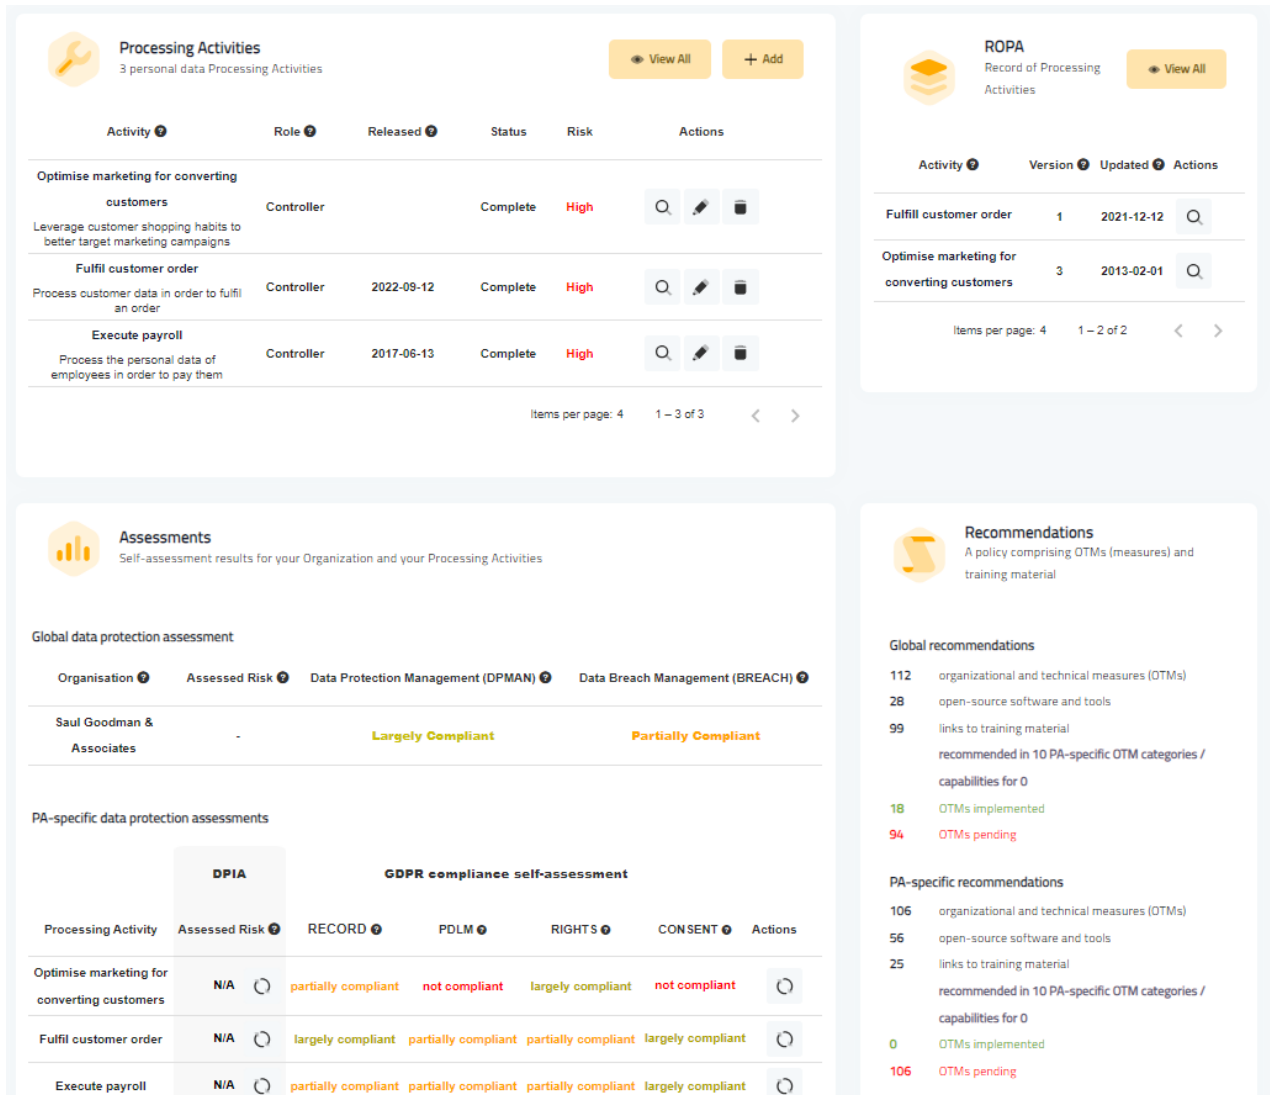 Processing Activities
3 personal data Processing Activities
View All
Add
Activity Role Released Status Risk Actions
Optimise marketing for converting
customers
Leverage customer shopping habits to
better target marketing campaigns
Controller Complete High
Fulfil customer order
Process customer data in order to fulfil
an order
Controller 2022-09-12 Complete High
Execute payroll
Process the personal data of
employees in order to pay them
Controller 2017-06-13 Complete High
Items per page: 4 1 – 3 of 3
ROPA
Record of Processing
Activities
View All
Activity Version Updated Actions
Fulfill customer order 1 2021-12-12
Optimise marketing for
converting customers
3 2013-02-01
Items per page: 4 1 – 2 of 2
Assessments
Self-assessment results for your Organization and your Processing Activities
Global data protection assessment
Organisation Assessed Risk Data Protection Management (DPMAN) Data Breach Management (BREACH)
Saul Goodman &
Associates
- Largely Compliant Partially Compliant
PA-specific data protection assessments
DPIA GDPR compliance self-assessment
Processing Activity Assessed Risk RECORD PDLM RIGHTS CONSENT Actions
Optimise marketing for
converting customers
N/A partially compliant not compliant largely compliant not compliant
Fulfil customer order N/A largely compliant partially compliant partially compliant largely compliant
Execute payroll N/A partially compliant partially compliant partially compliant largely compliant
Recommendations
A policy comprising OTMs (measures) and
training material
Global recommendations
112 organizational and technical measures (OTMs)
28 open-source software and tools
99 links to training material
recommended in 10 PA-specific OTM categories /
capabilities for 0
18 OTMs implemented
94 OTMs pending
PA-specific recommendations
106 organizational and technical measures (OTMs)
56 open-source software and tools
25 links to training material
recommended in 10 PA-specific OTM categories /
capabilities for 0
0 OTMs implemented
106 OTMs pending